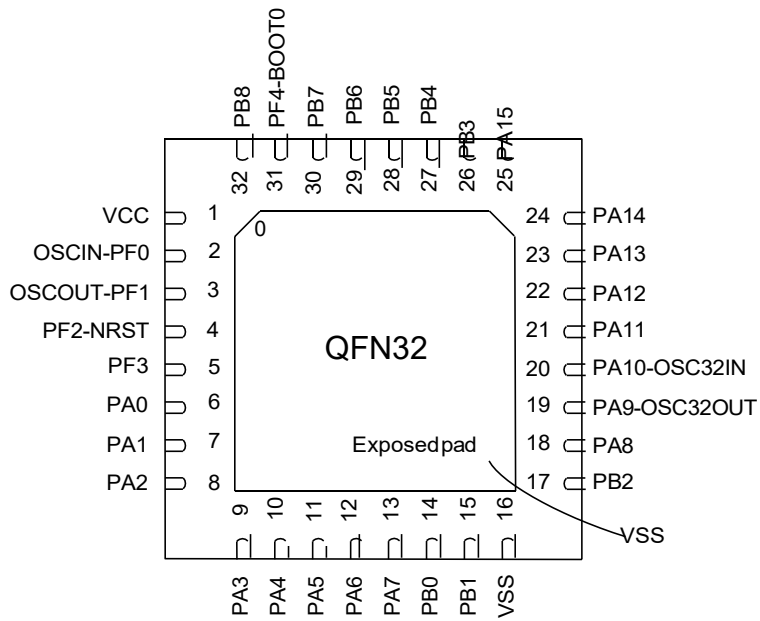 PB8
PF4-BOOT0
PB7
PB6
PB5
PB4
PB3
PA15
32
31
30
29
28
27
26
25
VCC 1
OSCIN-PF0 2
OSCOUT-PF1 3
PF2-NRST 4
PF3 5
PA0 6
PA1 7
PA2 8
0
QFN32
Exposed pad
24 PA14
23 PA13
22 PA12
21 PA11
20 PA10-OSC32IN
19 PA9-OSC32OUT
18 PA8
17 PB2
VSS
9
10
11
12
13
14
15
16
PA3
PA4
PA5
PA6
PA7
PB0
PB1
VSS